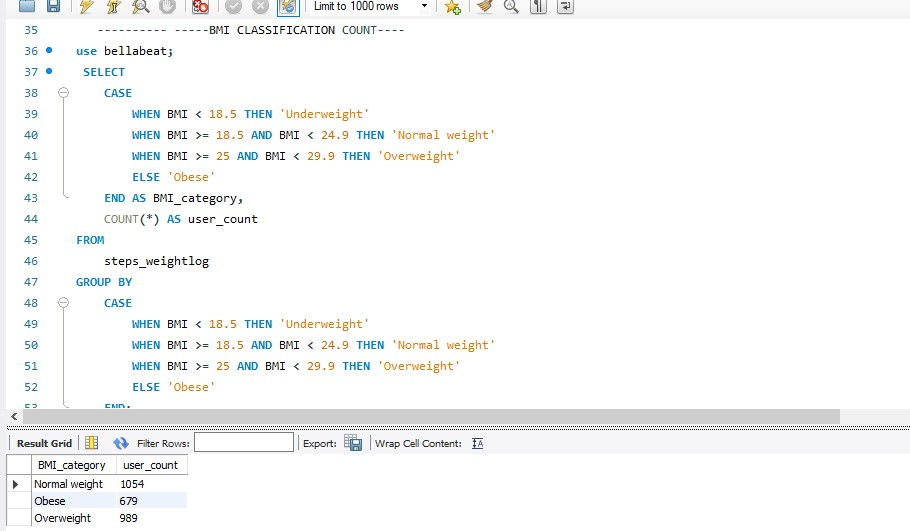 Limit to 1000 rows
35 ---------- -----BMI CLASSIFICATION COUNT----
36 use bellabeat;
37 SELECT
38 CASE
39 WHEN BMI < 18.5 THEN 'Underweight'
40 WHEN BMI >= 18.5 AND BMI < 24.9 THEN 'Normal weight'
41 WHEN BMI >= 25 AND BMI < 29.9 THEN 'Overweight'
42 ELSE 'Obese'
43 END AS BMI_category,
44 COUNT(*) AS user_count
45 FROM
46 steps_weightlog
47 GROUP BY
48 CASE
49 WHEN BMI < 18.5 THEN 'Underweight'
50 WHEN BMI >= 18.5 AND BMI < 24.9 THEN 'Normal weight'
51 WHEN BMI >= 25 AND BMI < 29.9 THEN 'Overweight'
52 ELSE 'Obese'
53 END;
Result Grid Filter Rows: Export: Wrap Cell Content:
BMI_category user_count
Normal weight 1054
Obese 679
Overweight 989